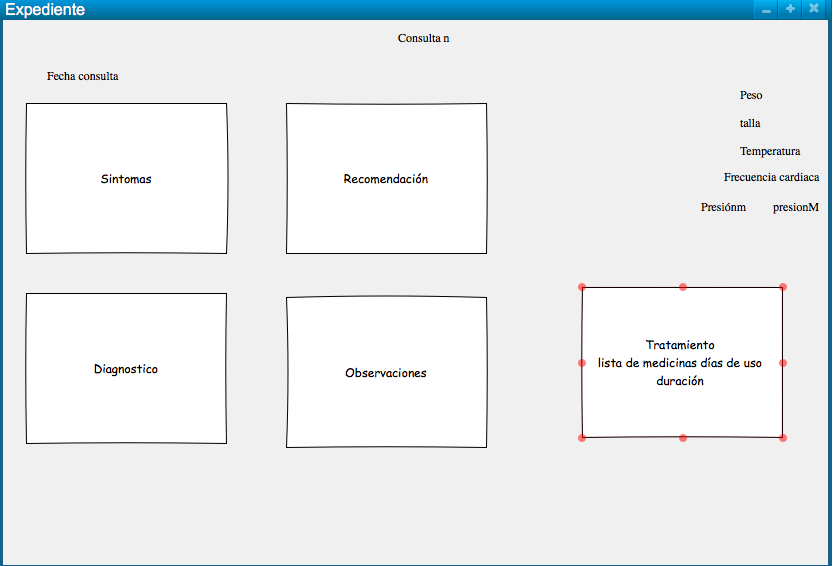 Expediente
Consulta n
Fecha consulta
Peso
talla
Temperatura
Frecuencia cardiaca
Presiónm presionM
Sintomas
Recomendación
Diagnostico
Observaciones
Tratamiento
lista de medicinas días de uso
duración